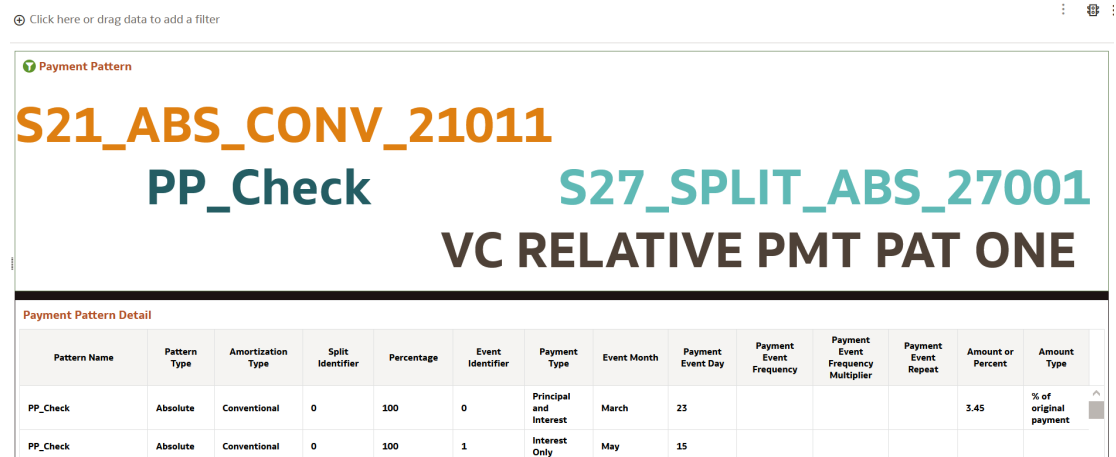 Click here or drag data to add a filter
Payment Pattern
S21_ABS_CONV_21011
PP_Check S27_SPLIT_ABS_27001
VC RELATIVE PMT PAT ONE
Payment Pattern Detail
Pattern Name Pattern Type Amortization Type Split Identifier Percentage Event Identifier Payment Type Event Month Payment Event Day Payment Event Frequency Payment Event Frequency Multiplier Payment Event Repeat Amount or Percent Amount Type
PP_Check Absolute Conventional 0 100 0 Principal and Interest March 23 3.45 % of original payment
PP_Check Absolute Conventional 0 100 1 Interest Only May 15